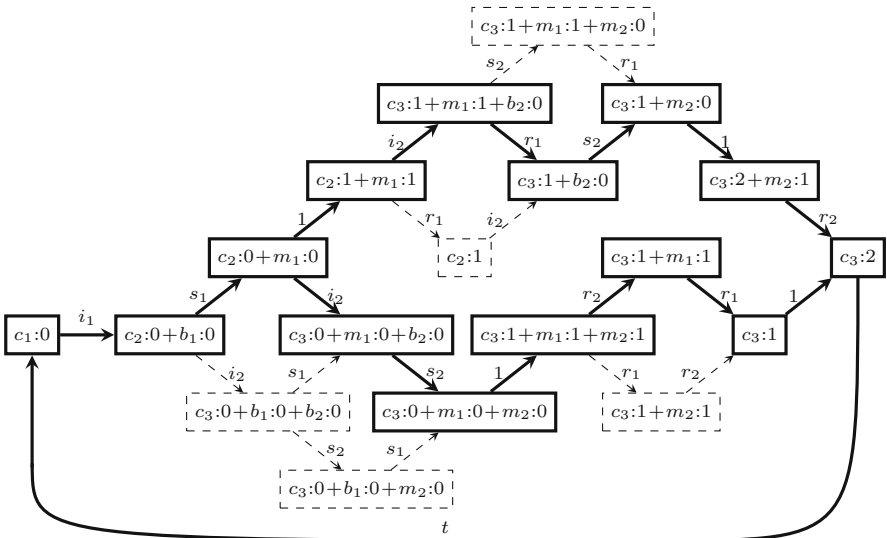 c₃:1+m₁:1+m₂:0
s₂ r₁
c₃:1+m₁:1+b₂:0 c₃:1+m₂:0
i₂ r₁ s₂ 1
c₂:1+m₁:1 c₃:1+b₂:0 c₃:2+m₂:1
1 r₁ i₂ r₂
c₂:0+m₁:0 c₂:1 c₃:1+m₁:1 c₃:2
s₁ i₂ r₂ r₁ 1
i₁
c₁:0 c₂:0+b₁:0 c₃:0+m₁:0+b₂:0 c₃:1+m₁:1+m₂:1 c₃:1
i₂ s₁ s₂ 1 r₁ r₂
c₃:0+b₁:0+b₂:0 c₃:0+m₁:0+m₂:0 c₃:1+m₂:1
s₂ s₁
c₃:0+b₁:0+m₂:0
t